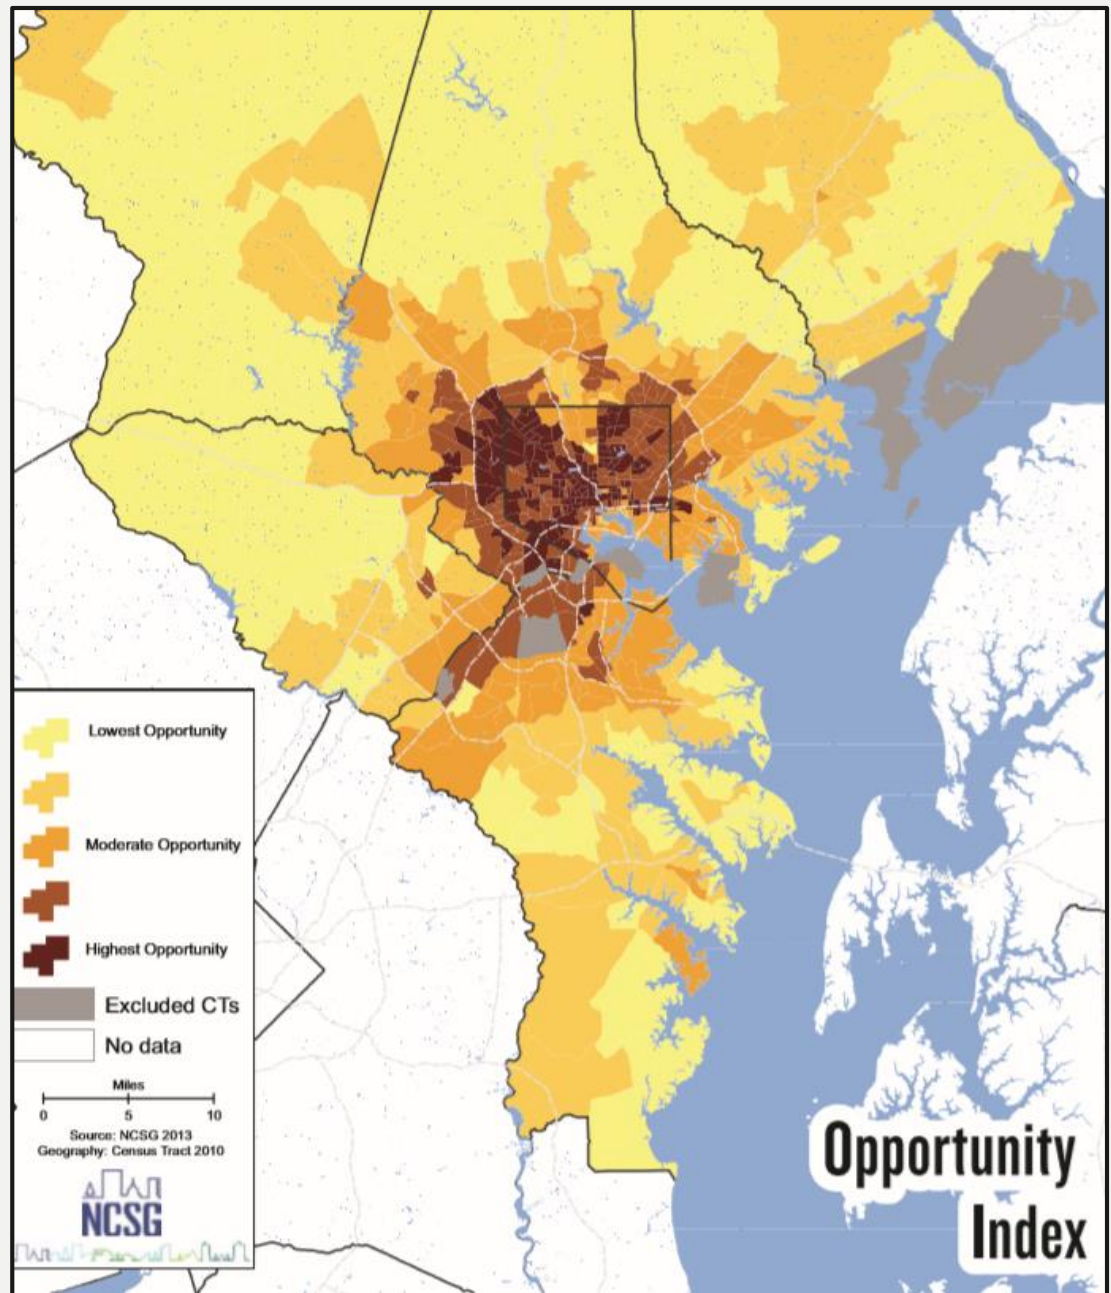 Lowest Opportunity
Moderate Opportunity
Highest Opportunity
Excluded CTs
No data
Miles
0 5 10
Source: NCSG 2013
Geography: Census Tract 2010
NCSG
Opportunity
Index